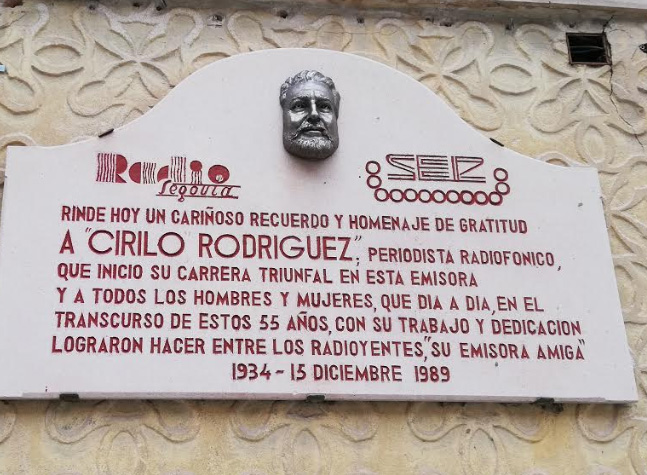 Radio Segovia
SER
RINDE HOY UN CARIÑOSO RECUERDO Y HOMENAJE DE GRATITUD
A "CIRILO RODRIGUEZ", PERIODISTA RADIOFONICO,
QUE INICIO SU CARRERA TRIUNFAL EN ESTA EMISORA
Y A TODOS LOS HOMBRES Y MUJERES, QUE DIA A DIA, EN EL
TRANSCURSO DE ESTOS 55 AÑOS, CON SU TRABAJO Y DEDICACION
LOGRARON HACER ENTRE LOS RADIOYENTES, "SU EMISORA AMIGA"
1934 - 15 DICIEMBRE 1989